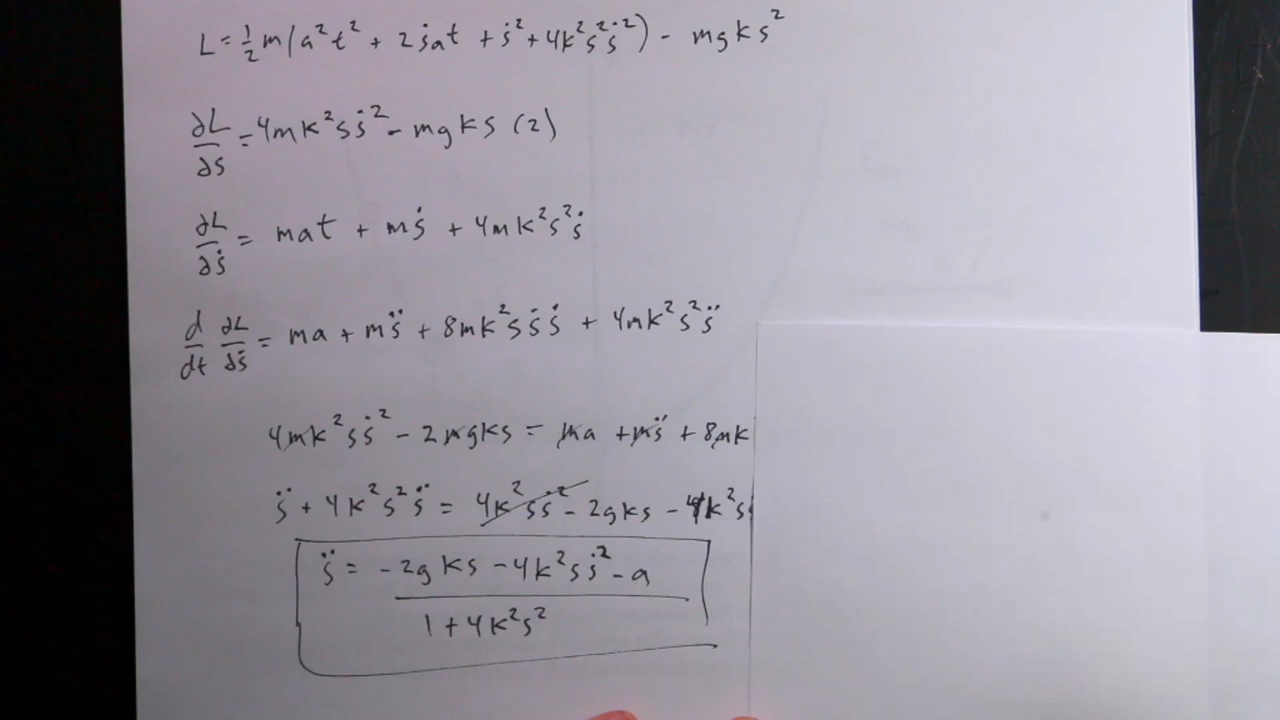 L = 1/2 m(a²t² + 2ṡat + ṡ² + 4k²s²ṡ²) - mgks²
∂L/∂s = 4mk²sṡ² - mgks (2)
∂L/∂ṡ = mat + mṡ + 4mk²s²ṡ
d/dt ∂L/∂ṡ = ma + ms̈ + 8mk²sṡṡ + 4mk²s²s̈
4mk²sṡ² - 2mgks = ma + ms̈ + 8mk
s̈ + 4k²s²s̈ = 4k²sṡ² - 2gks - 4k²s
s̈ = (-2gks - 4k²sṡ² - a)/(1 + 4k²s²)